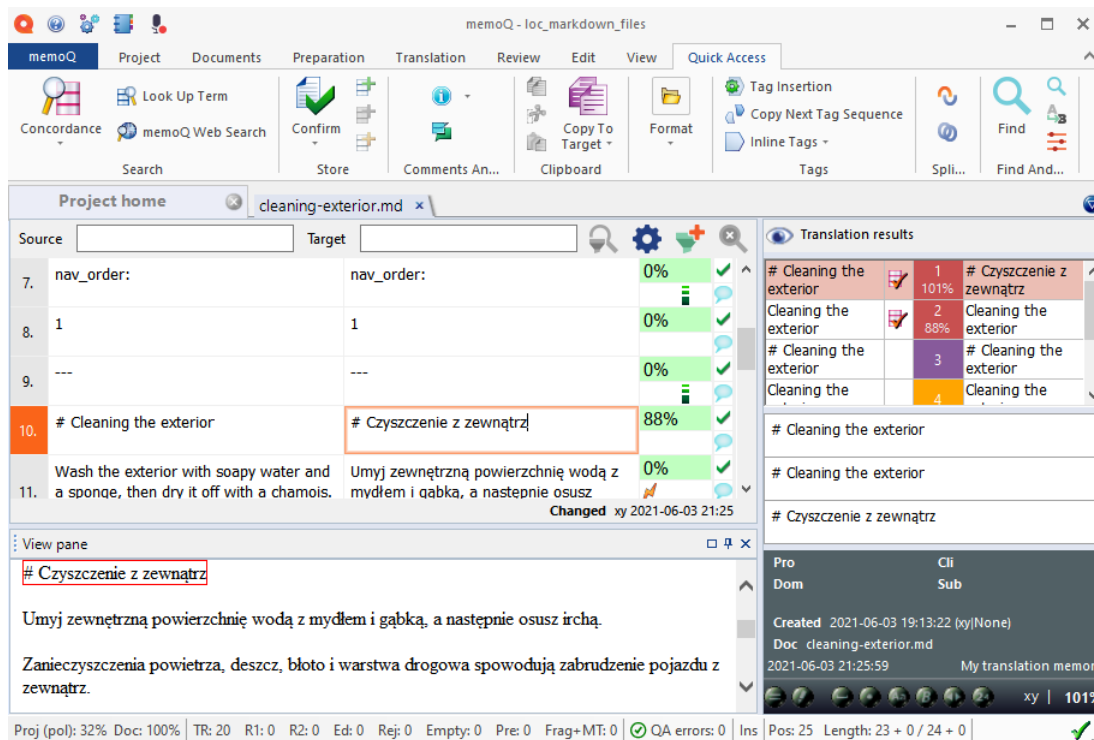 memoQ - loc_markdown_files
memoQ Project Documents Preparation Translation Review Edit View Quick Access
Concordance
Look Up Term
memoQ Web Search
Search
Confirm
Store
Comments An...
Copy To
Target
Clipboard
Format
Tag Insertion
Copy Next Tag Sequence
Inline Tags
Tags
Spli...
Find
Find And...
Project home
cleaning-exterior.md ×
Source Target
7. nav_order: nav_order: 0%
8. 1 1 0%
9. --- --- 0%
10. # Cleaning the exterior # Czyszczenie z zewnątrz 88%
11. Wash the exterior with soapy water and Umyj zewnętrzną powierzchnię wodą z 0%
a sponge, then dry it off with a chamois. mydłem i gąbką, a następnie osusz
Changed xy 2021-06-03 21:25
View pane
# Czyszczenie z zewnątrz
Umyj zewnętrzną powierzchnię wodą z mydłem i gąbką, a następnie osusz irchą.
Zanieczyszczenia powietrza, deszcz, błoto i warstwa drogowa spowodują zabrudzenie pojazdu z
zewnątrz.
Translation results
# Cleaning the 1 # Czyszczenie z
exterior 101% zewnątrz
Cleaning the 2 Cleaning the
exterior 88% exterior
# Cleaning the 3 # Cleaning the
exterior exterior
Cleaning the 4 Cleaning the
# Cleaning the exterior
# Cleaning the exterior
# Czyszczenie z zewnątrz
Pro Cli
Dom Sub
Created 2021-06-03 19:13:22 (xy|None)
Doc cleaning-exterior.md
2021-06-03 21:25:59 My translation memor
xy | 101%
Proj (pol): 32% Doc: 100% TR: 20 R1: 0 R2: 0 Ed: 0 Rej: 0 Empty: 0 Pre: 0 Frag+MT: 0 QA errors: 0 Ins Pos: 25 Length: 23 + 0 / 24 + 0